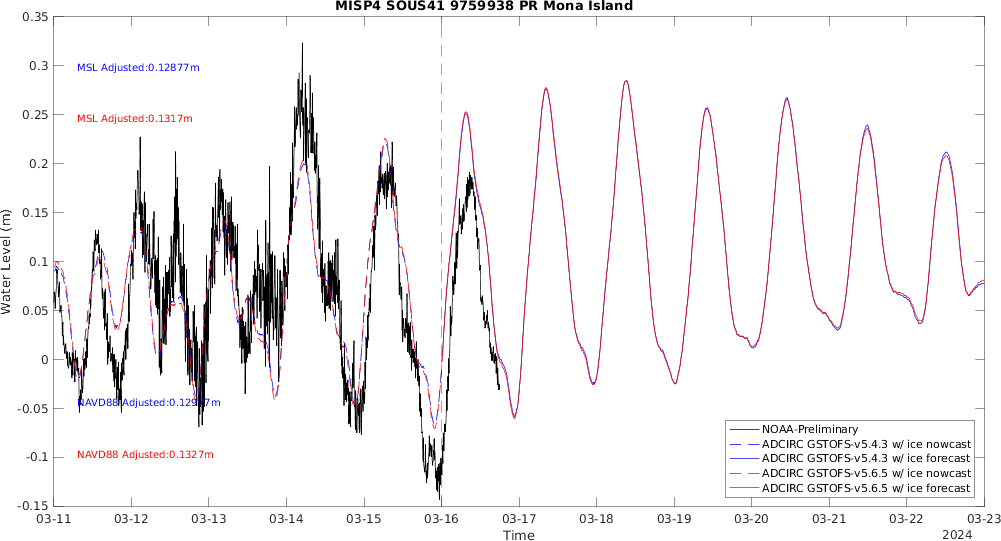 MISP4 SOUS41 9759938 PR Mona Island
0.35
0.3
0.25
0.2
0.15
0.1
0.05
0
-0.05
-0.1
-0.15
Water Level (m)
MSL Adjusted:0.12877m
MSL Adjusted:0.1317m
NAVD88 Adjusted:0.12977m
NAVD88 Adjusted:0.1327m
NOAA-Preliminary
ADCIRC GSTOFS-v5.4.3 w/ ice nowcast
ADCIRC GSTOFS-v5.4.3 w/ ice forecast
ADCIRC GSTOFS-v5.6.5 w/ ice nowcast
ADCIRC GSTOFS-v5.6.5 w/ ice forecast
03-11 03-12 03-13 03-14 03-15 03-16 03-17 03-18 03-19 03-20 03-21 03-22 03-23
Time
2024